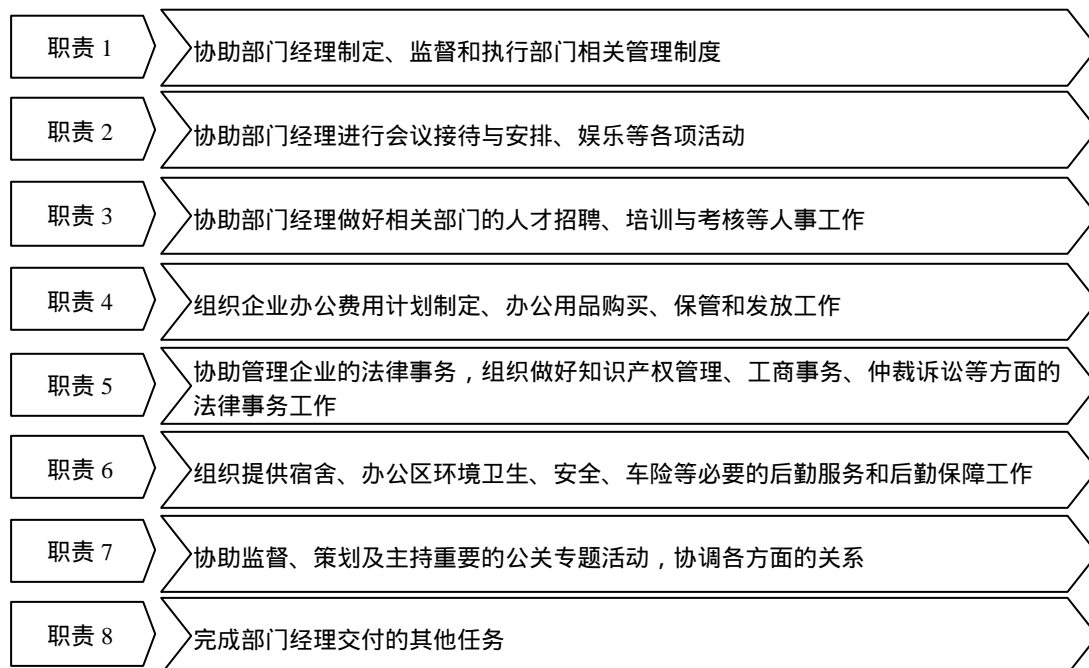 职责 1
协助部门经理制定、监督和执行部门相关管理制度
职责 2
协助部门经理进行会议接待与安排、娱乐等各项活动
职责 3
协助部门经理做好相关部门的人才招聘、培训与考核等人事工作
职责 4
组织企业办公费用计划制定、办公用品购买、保管和发放工作
职责 5
协助管理企业的法律事务，组织做好知识产权管理、工商事务、仲裁诉讼等方面的
法律事务工作
职责 6
组织提供宿舍、办公区环境卫生、安全、车险等必要的后勤服务和后勤保障工作
职责 7
协助监督、策划及主持重要的公关专题活动，协调各方面的关系
职责 8
完成部门经理交付的其他任务